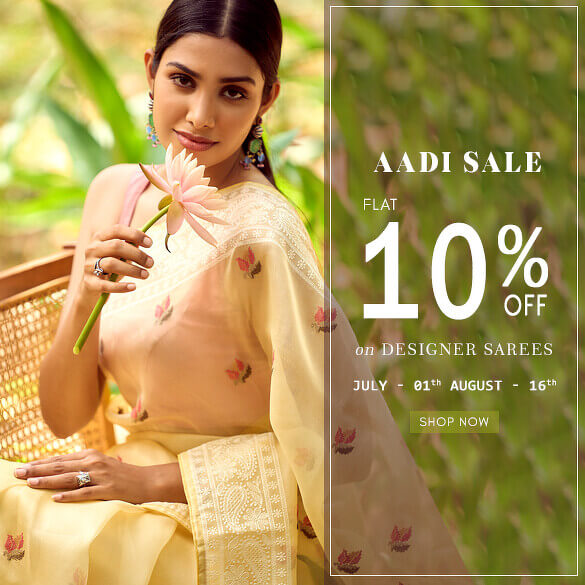 AADI SALE
FLAT
10% OFF
on DESIGNER SAREES
JULY - 01th AUGUST - 16th
SHOP NOW